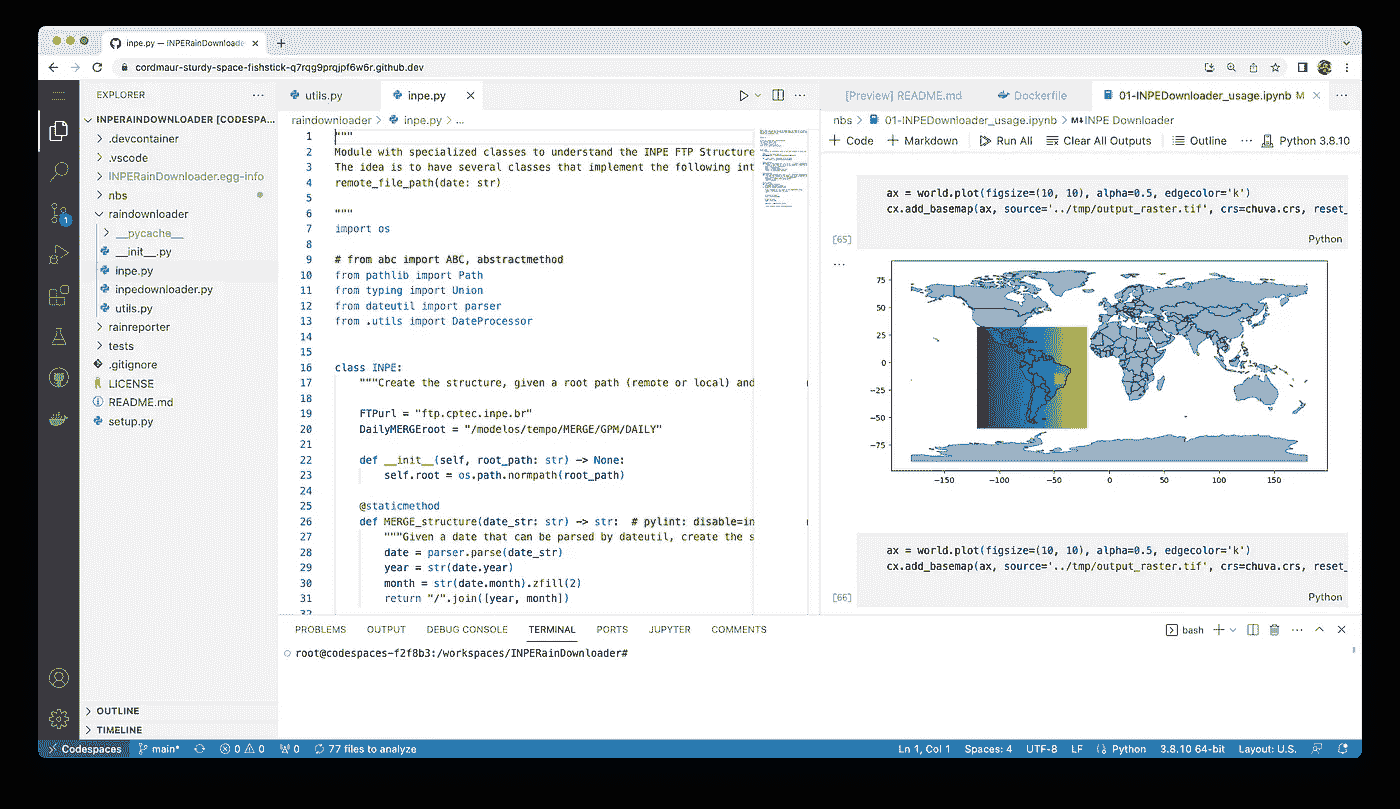 inpe.py — INPERainDownloade
cordmaur-sturdy-space-fishstick-q7rqg9prqjpf6w6r.github.dev
EXPLORER
INPERAINDOWNLOADER [CODESPA...
.devcontainer
.vscode
INPERainDownloader.egg-info
nbs
raindownloader
__pycache__
__init__.py
inpe.py
inpedownloader.py
utils.py
rainreporter
tests
.gitignore
LICENSE
README.md
setup.py
OUTLINE
TIMELINE
1
utils.py
inpe.py
raindownloader > inpe.py > ...
1 """
2 Module with specialized classes to understand the INPE FTP Structure
3 The idea is to have several classes that implement the following int
4 remote_file_path(date: str)
5
6 """
7 import os
8
9 # from abc import ABC, abstractmethod
10 from pathlib import Path
11 from typing import Union
12 from dateutil import parser
13 from .utils import DateProcessor
14
15
16 class INPE:
17 """Create the structure, given a root path (remote or local) and
18
19 FTPurl = "ftp.cptec.inpe.br"
20 DailyMERGEroot = "/modelos/tempo/MERGE/GPM/DAILY"
21
22 def __init__(self, root_path: str) -> None:
23 self.root = os.path.normpath(root_path)
24
25 @staticmethod
26 def MERGE_structure(date_str: str) -> str:  # pylint: disable=in
27 """Given a date that can be parsed by dateutil, create the s
28 date = parser.parse(date_str)
29 year = str(date.year)
30 month = str(date.month).zfill(2)
31 return "/".join([year, month])
32
[Preview] README.md
Dockerfile
01-INPEDownloader_usage.ipynb M
nbs > 01-INPEDownloader_usage.ipynb > M↓INPE Downloader
+ Code + Markdown Run All Clear All Outputs Outline ... Python 3.8.10
ax = world.plot(figsize=(10, 10), alpha=0.5, edgecolor='k')
cx.add_basemap(ax, source='../tmp/output_raster.tif', crs=chuva.crs, reset_
[65] Python
75
50
25
0
−25
−50
−75
−150 −100 −50 0 50 100 150
ax = world.plot(figsize=(10, 10), alpha=0.5, edgecolor='k')
cx.add_basemap(ax, source='../tmp/output_raster.tif', crs=chuva.crs, reset_
[66] Python
PROBLEMS OUTPUT DEBUG CONSOLE TERMINAL PORTS JUPYTER COMMENTS
bash
root@codespaces-f2f8b3:/workspaces/INPERainDownloader#
Codespaces main* 0 0 0 77 files to analyze
Ln 1, Col 1 Spaces: 4 UTF-8 LF Python 3.8.10 64-bit Layout: U.S.